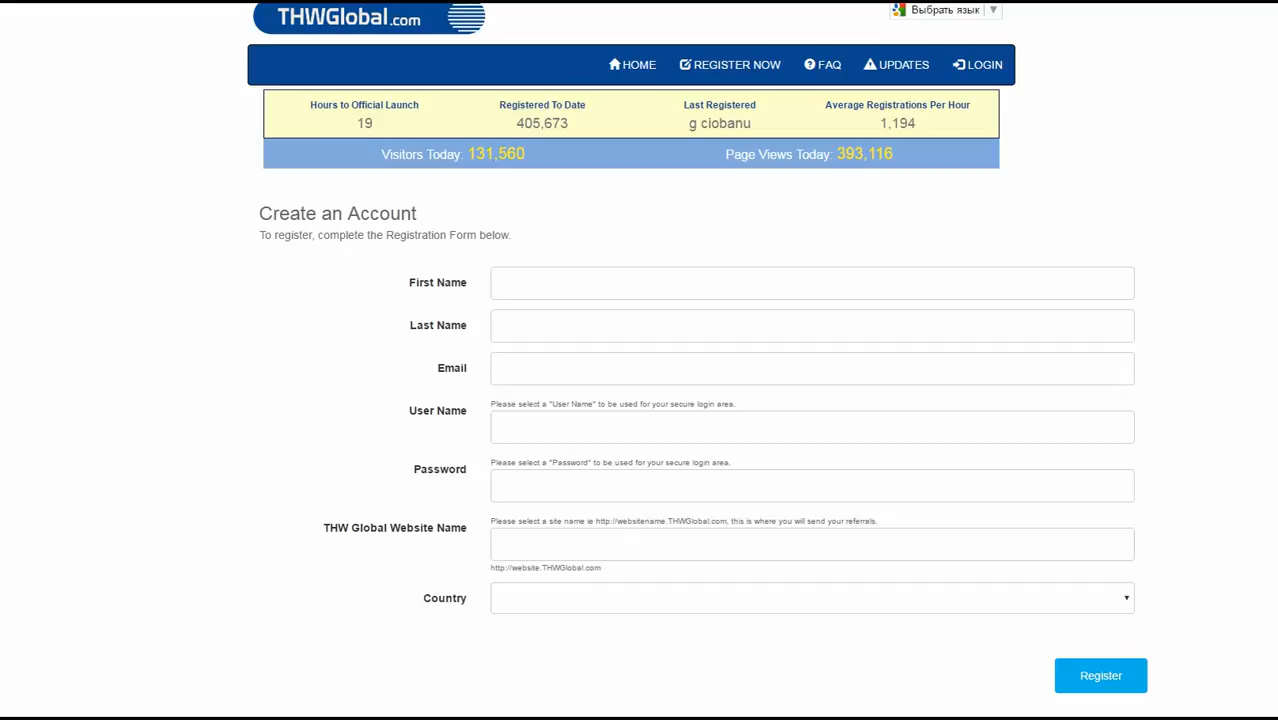 THWGlobal.com
Выбрать язык ▼
HOME REGISTER NOW FAQ UPDATES LOGIN
Hours to Official Launch Registered To Date Last Registered Average Registrations Per Hour
19 405,673 g ciobanu 1,194
Visitors Today: 131,560 Page Views Today: 393,116
Create an Account
To register, complete the Registration Form below.
First Name
Last Name
Email
Please select a "User Name" to be used for your secure login area.
User Name
Please select a "Password" to be used for your secure login area.
Password
Please select a site name ie http://websitename.THWGlobal.com, this is where you will send your referrals.
THW Global Website Name
http://website.THWGlobal.com
Country
Register